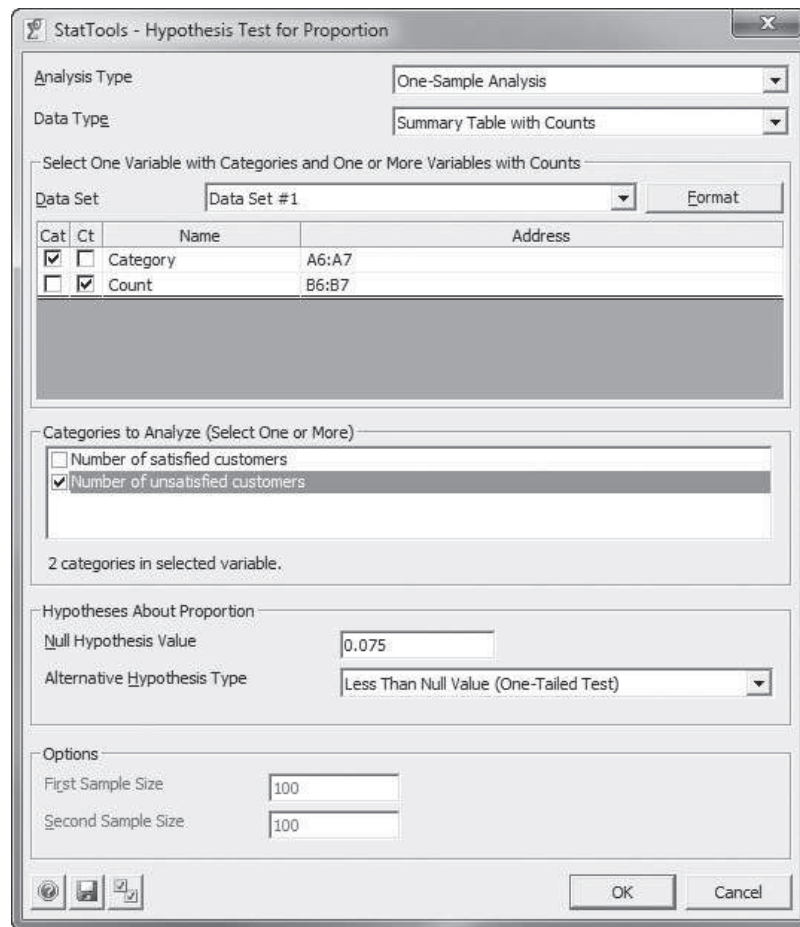 StatTools - Hypothesis Test for Proportion
Analysis Type One-Sample Analysis
Data Type Summary Table with Counts
Select One Variable with Categories and One or More Variables with Counts
Data Set Data Set #1 Format
Cat Ct Name Address
Category A6:A7
Count B6:B7
Categories to Analyze (Select One or More)
Number of satisfied customers
Number of unsatisfied customers
2 categories in selected variable.
Hypotheses About Proportion
Null Hypothesis Value 0.075
Alternative Hypothesis Type Less Than Null Value (One-Tailed Test)
Options
First Sample Size 100
Second Sample Size 100
OK Cancel